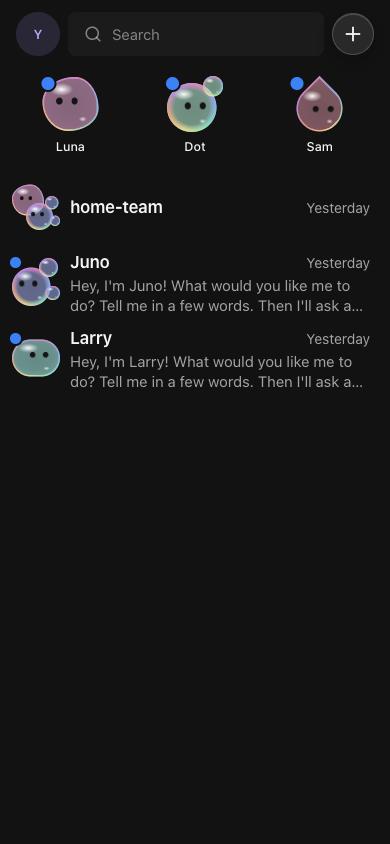 Y
Search
Luna
Dot
Sam
home-team
Yesterday
Juno
Yesterday
Hey, I'm Juno! What would you like me to
do? Tell me in a few words. Then I'll ask a...
Larry
Yesterday
Hey, I'm Larry! What would you like me to
do? Tell me in a few words. Then I'll ask a...